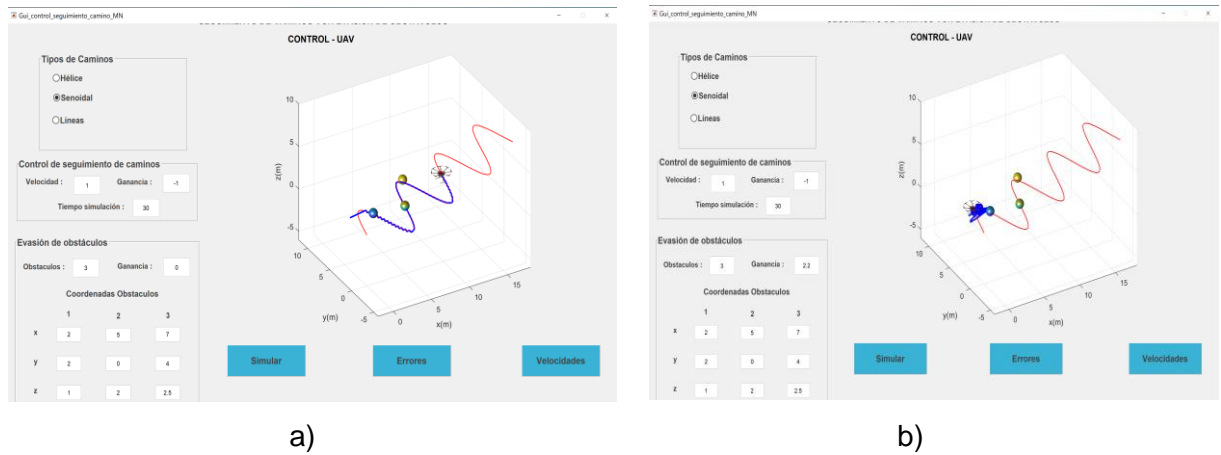 Gui_control_seguimiento_camino_MN
CONTROL - UAV
Tipos de Caminos
Hélice
Senoidal
Lineas
Control de seguimiento de caminos
Velocidad : 1 Ganancia : -1
Tiempo simulación : 30
Evasión de obstáculos
Obstaculos : 3 Ganancia : 0
Coordenadas Obstaculos
1 2 3
x 2 5 7
y 2 0 4
z 1 2 2.5
10
5
0
-5
z(m)
10
5
0
-5
y(m)
0
5
10
15
x(m)
Simular Errores Velocidades
a)
Gui_control_seguimiento_camino_MN
CONTROL - UAV
Tipos de Caminos
Hélice
Senoidal
Lineas
Control de seguimiento de caminos
Velocidad : 1 Ganancia : -1
Tiempo simulación : 30
Evasión de obstáculos
Obstaculos : 3 Ganancia : 2.2
Coordenadas Obstaculos
1 2 3
x 2 5 7
y 2 0 4
z 1 2 2.5
10
5
0
-5
z(m)
10
5
0
-5
y(m)
0
5
10
15
x(m)
Simular Errores Velocidades
b)